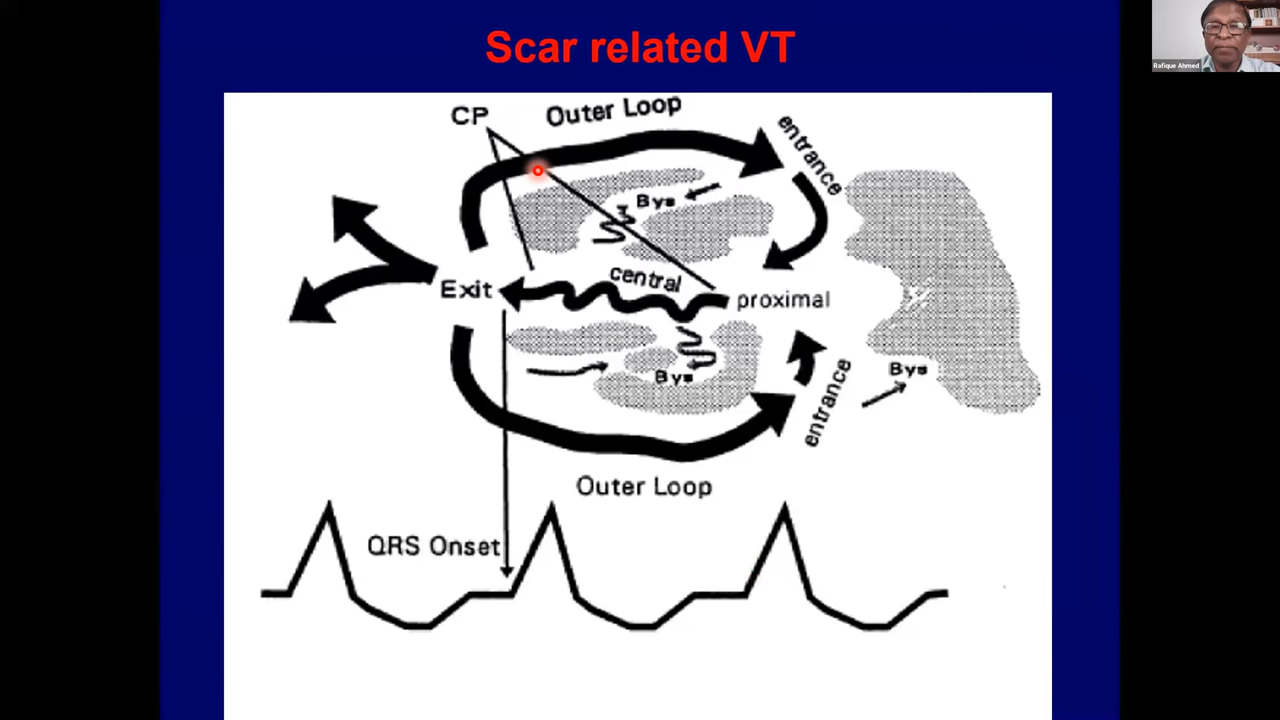 Scar related VT
Rafique Ahmed
CP
Outer Loop
entrance
Bys
central
Exit
proximal
Bys
Bys
entrance
Outer Loop
QRS Onset